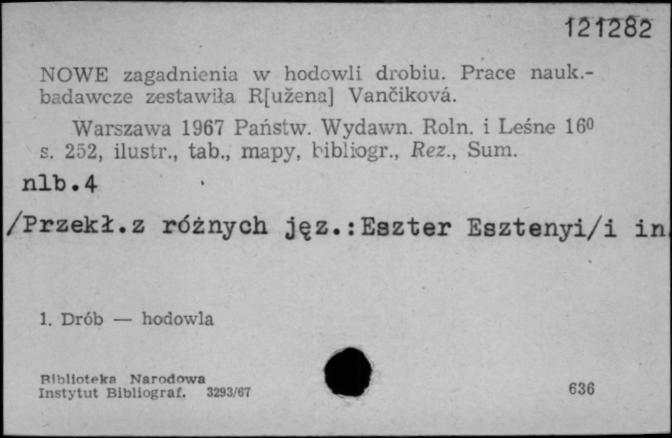 121282
NOWE zagadnienia w hodowli drobiu. Prace nauk.-
badawcze zestawiła R[užena] Vančiková.
Warszawa 1967 Państw. Wydawn. Roln. i Leśne 16⁰
s. 252, ilustr., tab., mapy, bibliogr., Rez., Sum.
nlb.4
/Przekł.z różnych jęz.:Eszter Esztenyi/i in.
1. Drób — hodowla
Biblioteka Narodowa
Instytut Bibliograf. 3293/67
636